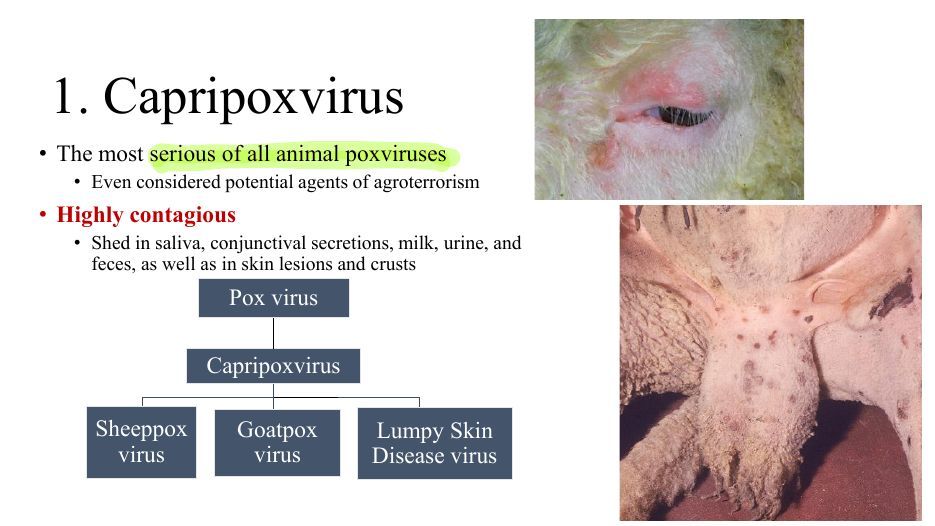 1. Capripoxvirus
• The most serious of all animal poxviruses
• Even considered potential agents of agroterrorism
• Highly contagious
• Shed in saliva, conjunctival secretions, milk, urine, and
feces, as well as in skin lesions and crusts
Pox virus
Capripoxvirus
Sheeppox
virus
Goatpox
virus
Lumpy Skin
Disease virus